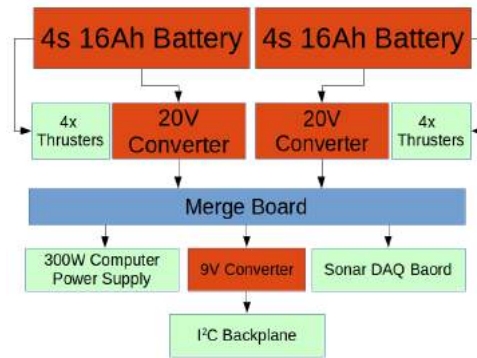 4s 16Ah Battery
4s 16Ah Battery
4x
Thrusters
20V
Converter
20V
Converter
4x
Thrusters
Merge Board
300W Computer
Power Supply
9V Converter
Sonar DAQ Baord
I²C Backplane